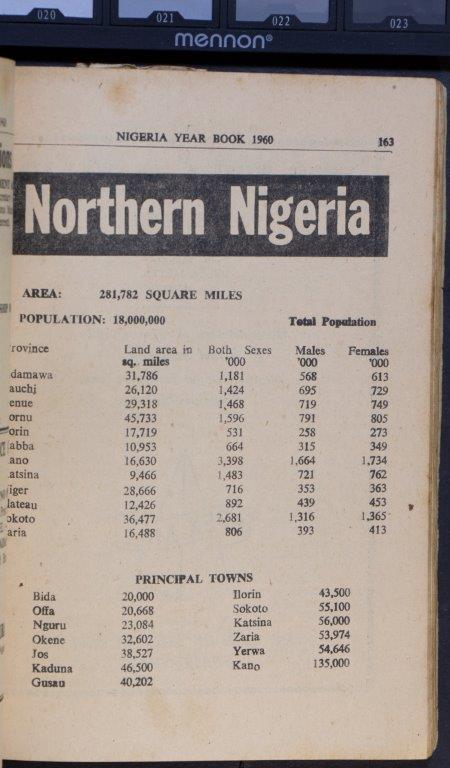 020 021 022 023
mennon®
NIGERIA YEAR BOOK 1960 163
Northern Nigeria
AREA: 281,782 SQUARE MILES
POPULATION: 18,000,000 Total Population
rovince Land area in Both Sexes Males Females
sq. miles '000 '000 '000
damawa 31,786 1,181 568 613
auchi 26,120 1,424 695 729
enue 29,318 1,468 719 749
ornu 45,733 1,596 791 805
orin 17,719 531 258 273
abba 10,953 664 315 349
ano 16,630 3,398 1,664 1,734
atsina 9,466 1,483 721 762
iger 28,666 716 353 363
lateau 12,426 892 439 453
okoto 36,477 2,681 1,316 1,365
aria 16,488 806 393 413
PRINCIPAL TOWNS
Bida 20,000 Ilorin 43,500
Offa 20,668 Sokoto 55,100
Nguru 23,084 Katsina 56,000
Okene 32,602 Zaria 53,974
Jos 38,527 Yerwa 54,646
Kaduna 46,500 Kano 135,000
Gusau 40,202